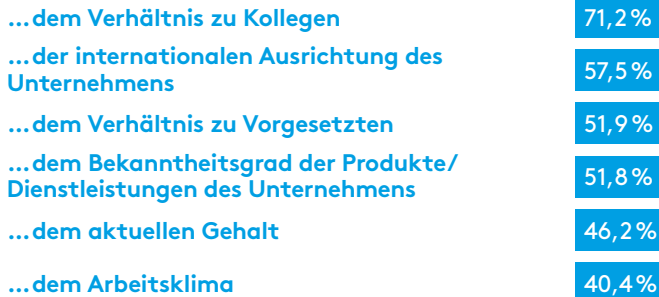 ...dem Verhältnis zu Kollegen 71,2 %
...der internationalen Ausrichtung des
Unternehmens 57,5 %
...dem Verhältnis zu Vorgesetzten 51,9 %
...dem Bekanntheitsgrad der Produkte/
Dienstleistungen des Unternehmens 51,8 %
...dem aktuellen Gehalt 46,2 %
...dem Arbeitsklima 40,4 %